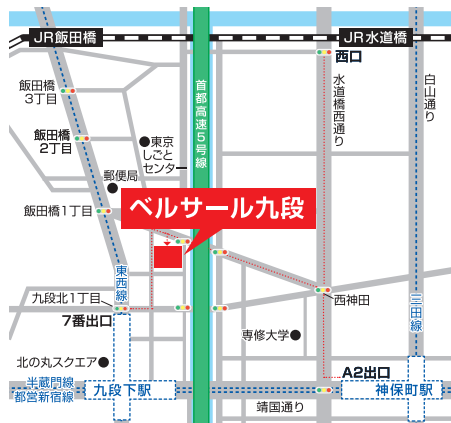 JR飯田橋
JR水道橋
西口
飯田橋
3丁目
首都高速5号線
水道橋西通り
白山通り
飯田橋
2丁目
東京
しごと
センター
郵便局
飯田橋1丁目
ベルサール九段
東西線
九段北1丁目
西神田
三田線
7番出口
専修大学
北の丸スクエア
A2出口
半蔵門線
都営新宿線
九段下駅
神保町駅
靖国通り